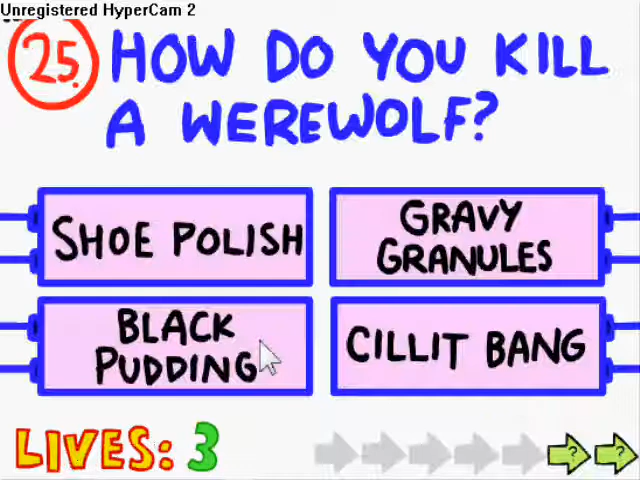 Unregistered HyperCam 2
25. HOW DO YOU KILL
A WEREWOLF?
SHOE POLISH
GRAVY
GRANULES
BLACK
PUDDING
CILLIT BANG
LIVES: 3
? ?